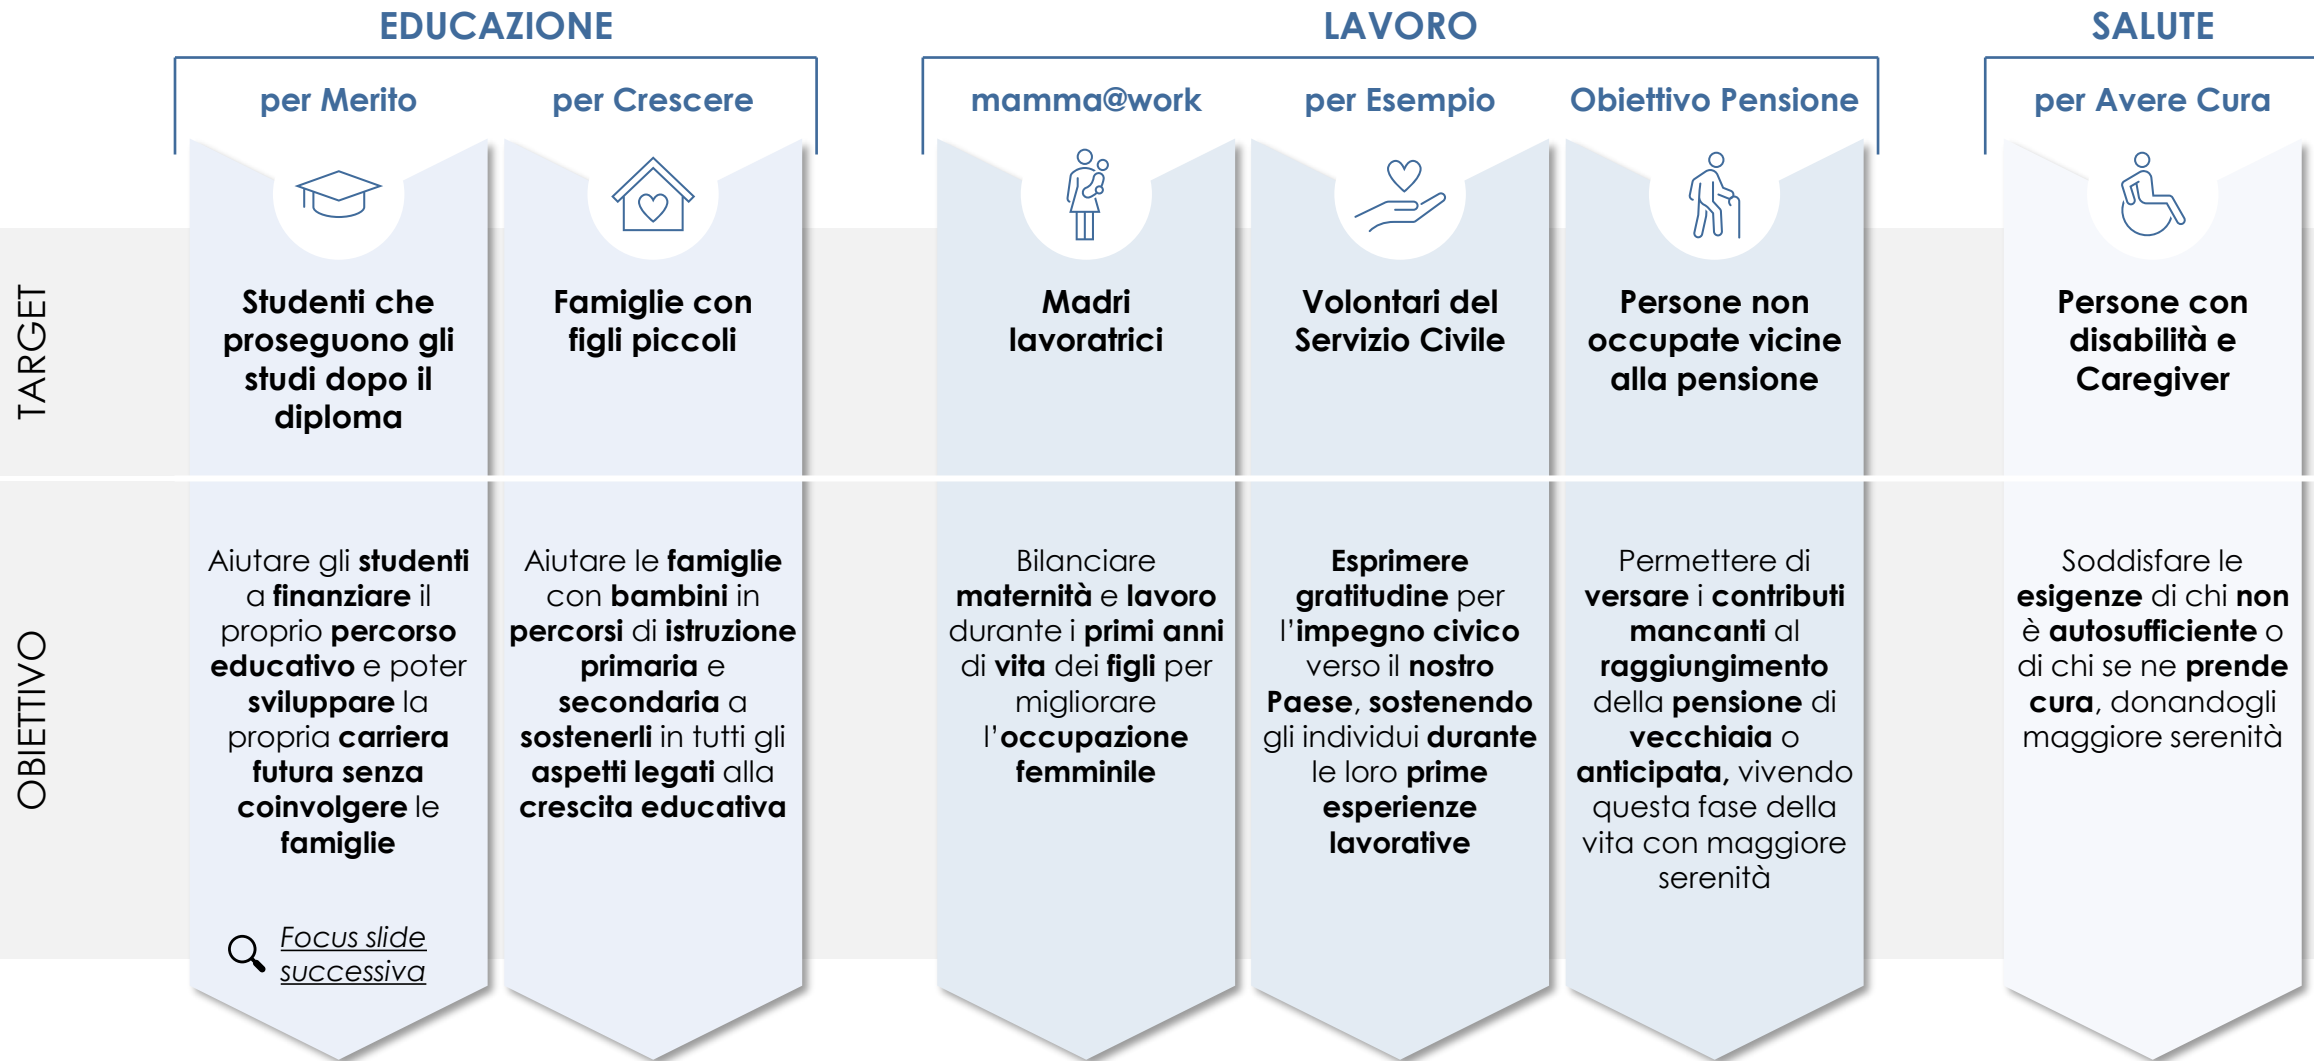 EDUCAZIONE
LAVORO
SALUTE
per Merito
per Crescere
mamma@work
per Esempio
Obiettivo Pensione
per Avere Cura
TARGET
Studenti che
proseguono gli
studi dopo il
diploma
Famiglie con
figli piccoli
Madri
lavoratrici
Volontari del
Servizio Civile
Persone non
occupate vicine
alla pensione
Persone con
disabilità e
Caregiver
OBIETTIVO
Aiutare gli studenti
a finanziare il
proprio percorso
educativo e poter
sviluppare la
propria carriera
futura senza
coinvolgere le
famiglie
Focus slide
successiva
Aiutare le famiglie
con bambini in
percorsi di istruzione
primaria e
secondaria a
sostenerli in tutti gli
aspetti legati alla
crescita educativa
Bilanciare
maternità e lavoro
durante i primi anni
di vita dei figli per
migliorare
l’occupazione
femminile
Esprimere
gratitudine per
l’impegno civico
verso il nostro
Paese, sostenendo
gli individui durante
le loro prime
esperienze
lavorative
Permettere di
versare i contributi
mancanti al
raggiungimento
della pensione di
vecchiaia o
anticipata, vivendo
questa fase della
vita con maggiore
serenità
Soddisfare le
esigenze di chi non
è autosufficiente o
di chi se ne prende
cura, donandogli
maggiore serenità